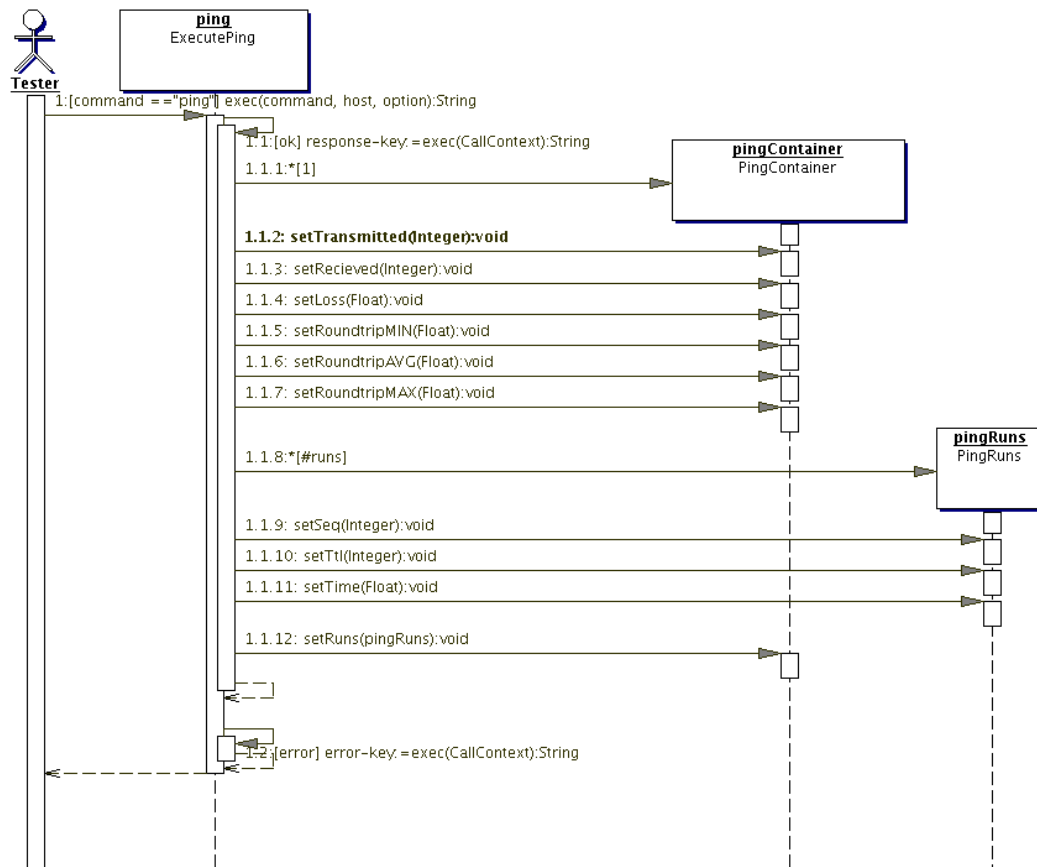 ping
ExecutePing
Tester
1:[command =="ping"] exec(command, host, option):String
1.1:[ok] response-key:=exec(CallContext):String
pingContainer
PingContainer
1.1.1:*[1]
1.1.2: setTransmitted(Integer):void
1.1.3: setRecieved(Integer):void
1.1.4: setLoss(Float):void
1.1.5: setRoundtripMIN(Float):void
1.1.6: setRoundtripAVG(Float):void
1.1.7: setRoundtripMAX(Float):void
pingRuns
PingRuns
1.1.8:*[#runs]
1.1.9: setSeq(Integer):void
1.1.10: setTtl(Integer):void
1.1.11: setTime(Float):void
1.1.12: setRuns(pingRuns):void
1.2:[error] error-key:=exec(CallContext):String